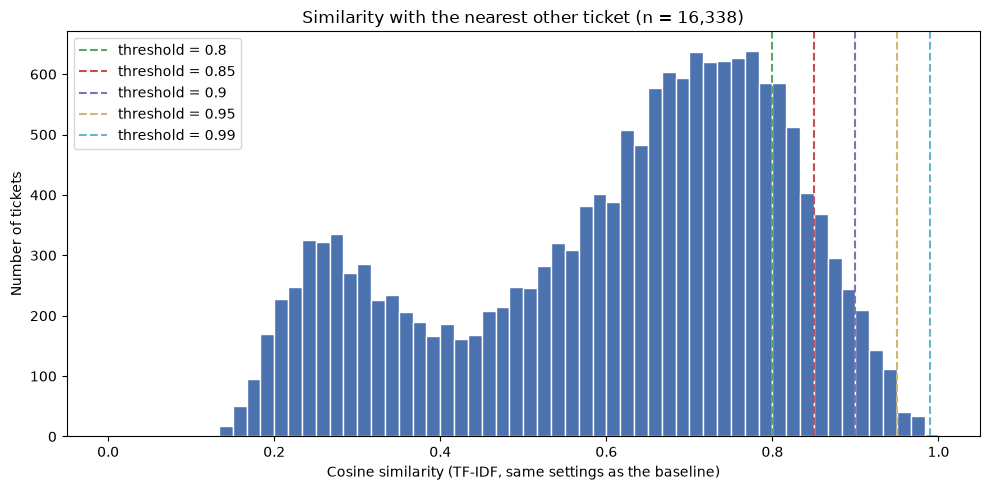 Similarity with the nearest other ticket (n = 16,338)
threshold = 0.8
threshold = 0.85
threshold = 0.9
threshold = 0.95
threshold = 0.99
Number of tickets
600
500
400
300
200
100
0
0.0 0.2 0.4 0.6 0.8 1.0
Cosine similarity (TF-IDF, same settings as the baseline)